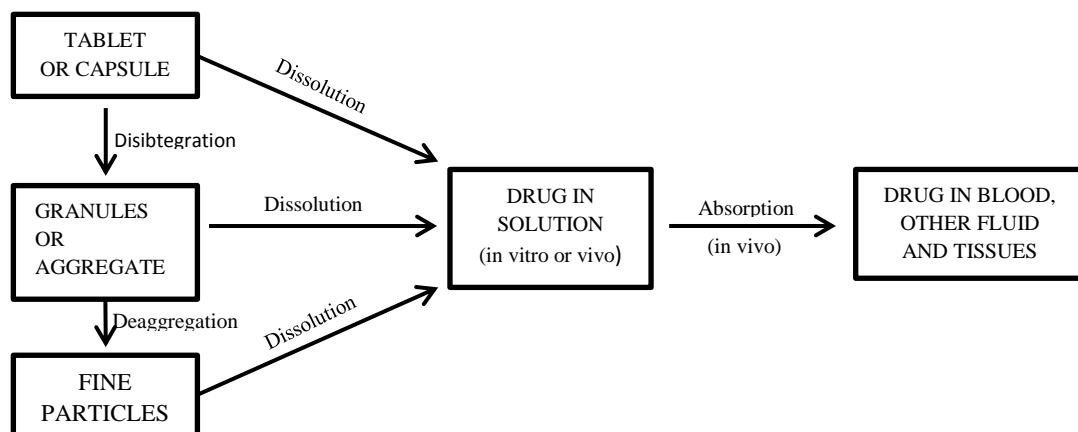 TABLET
OR CAPSULE
Dissolution
Disibtegration
GRANULES
OR
AGGREGATE
Dissolution
DRUG IN
SOLUTION
(in vitro or vivo)
Absorption
(in vivo)
DRUG IN BLOOD,
OTHER FLUID
AND TISSUES
Deaggregation
Dissolution
FINE
PARTICLES